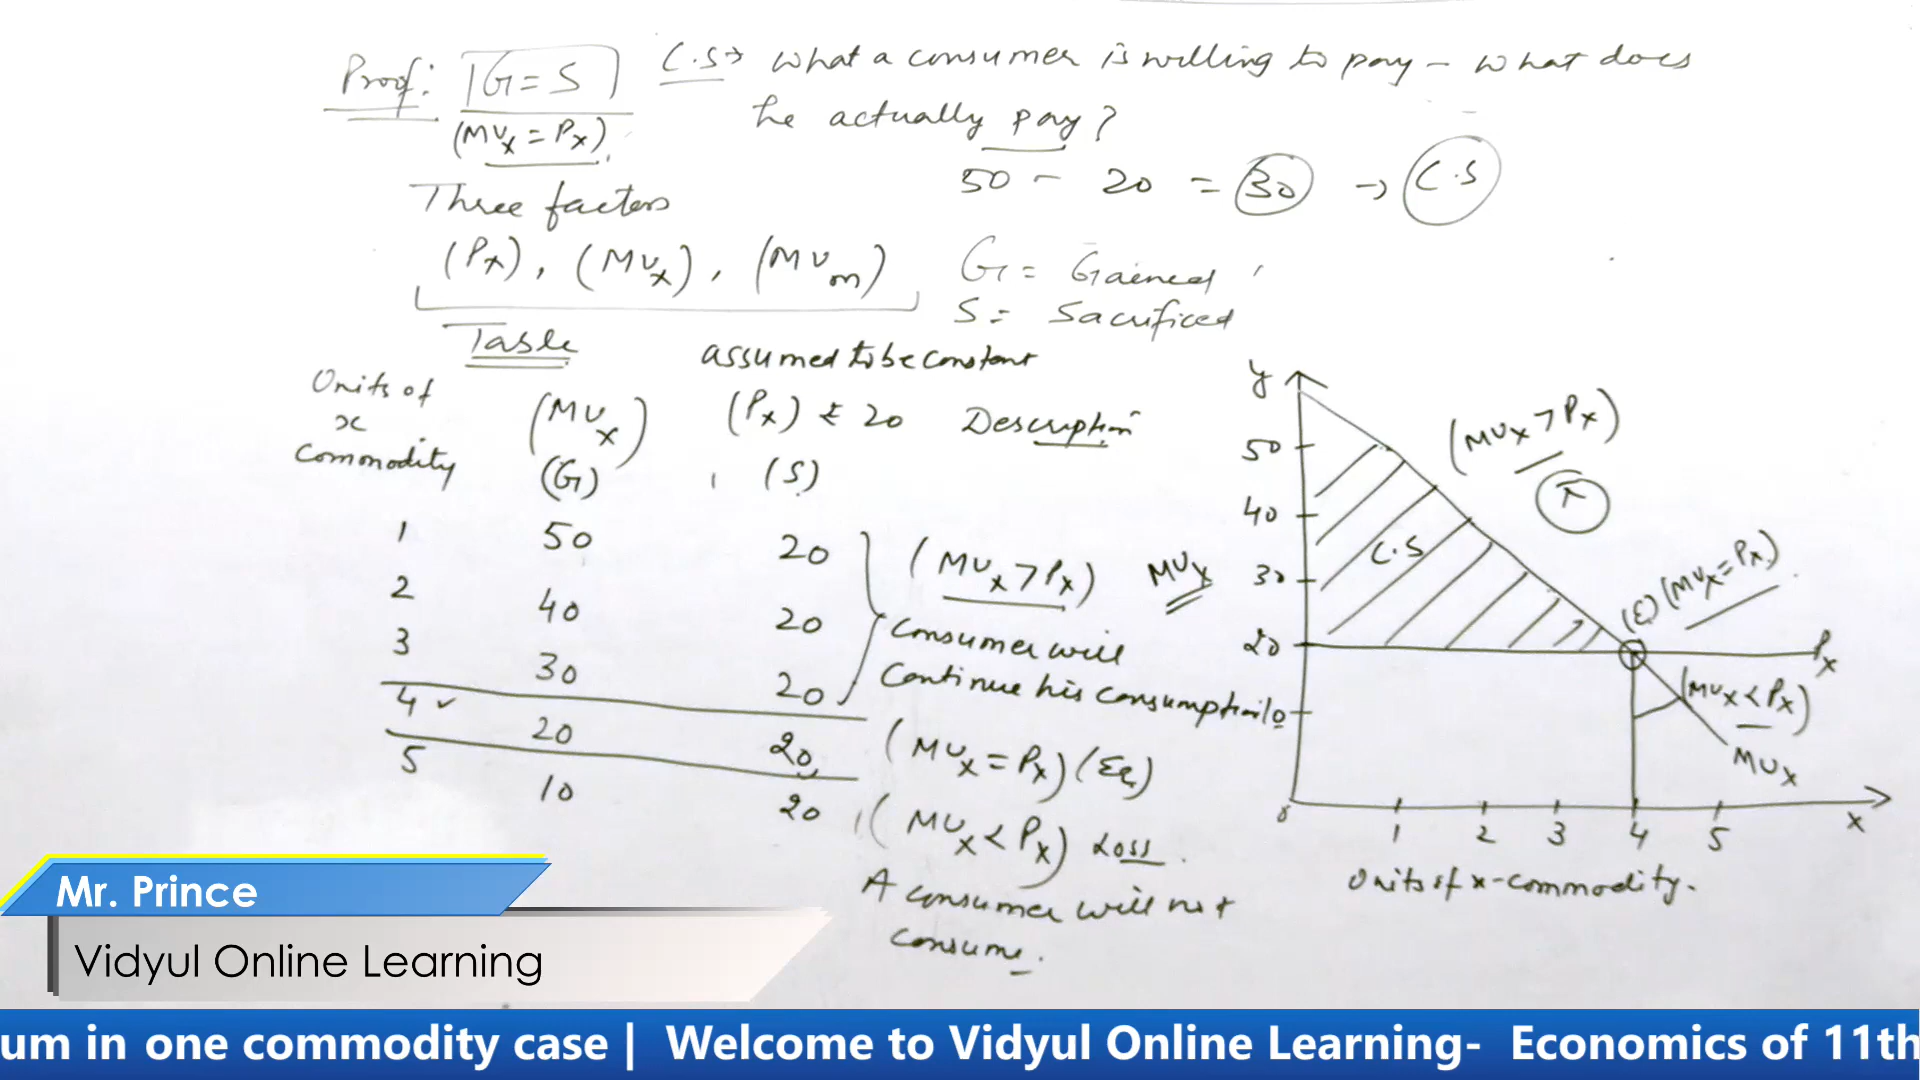 Proof: G = S
(MUx = Px)
C.S → what a consumer is willing to pay - what does
he actually pay?
50 - 20 = 30 → C.S
Three factors
(Px), (MUx), (MUm)
G = Gained
S = Sacrificed
Table
assumed to be constant
Units of
x
commodity
(MUx)
(G)
(Px) ₹ 20
(S)
Description
1 50 20
2 40 20
3 30 20
4 ✓ 20 20
5 10 20
(MUx > Px)
Consumer will
Continue his consumption
(MUx = Px) (Eq)
(MUx < Px) Loss.
A consumer will not
consume.
MUx
y
50
40
30
20
10
0
1 2 3 4 5
x
Units of x-commodity.
C.S
(MUx > Px)
(E) (MUx = Px)
Px
(MUx < Px)
MUx
Mr. Prince
Vidyul Online Learning
um in one commodity case | Welcome to Vidyul Online Learning- Economics of 11th